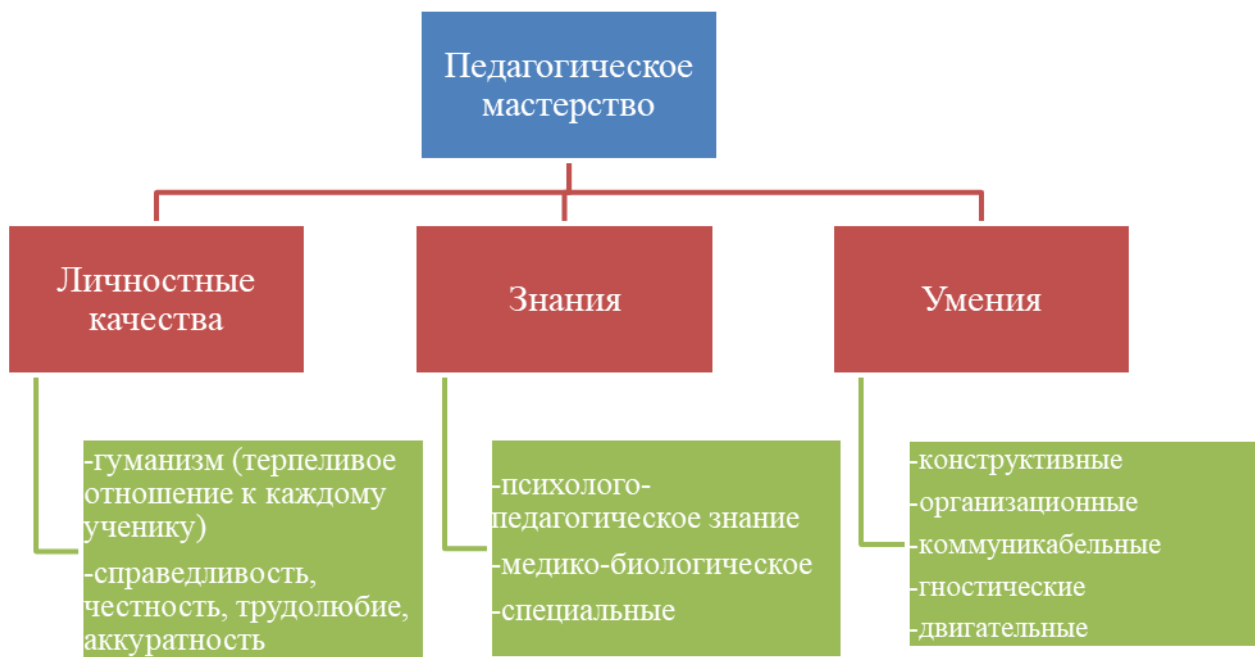 Педагогическое
мастерство
Личностные
качества
Знания
Умения
-гуманизм (терпеливое
отношение к каждому
ученику)
-справедливость,
честность, трудолюбие,
аккуратность
-психолого-
педагогическое знание
-медико-биологическое
-специальные
-конструктивные
-организационные
-коммуникабельные
-гностические
-двигательные